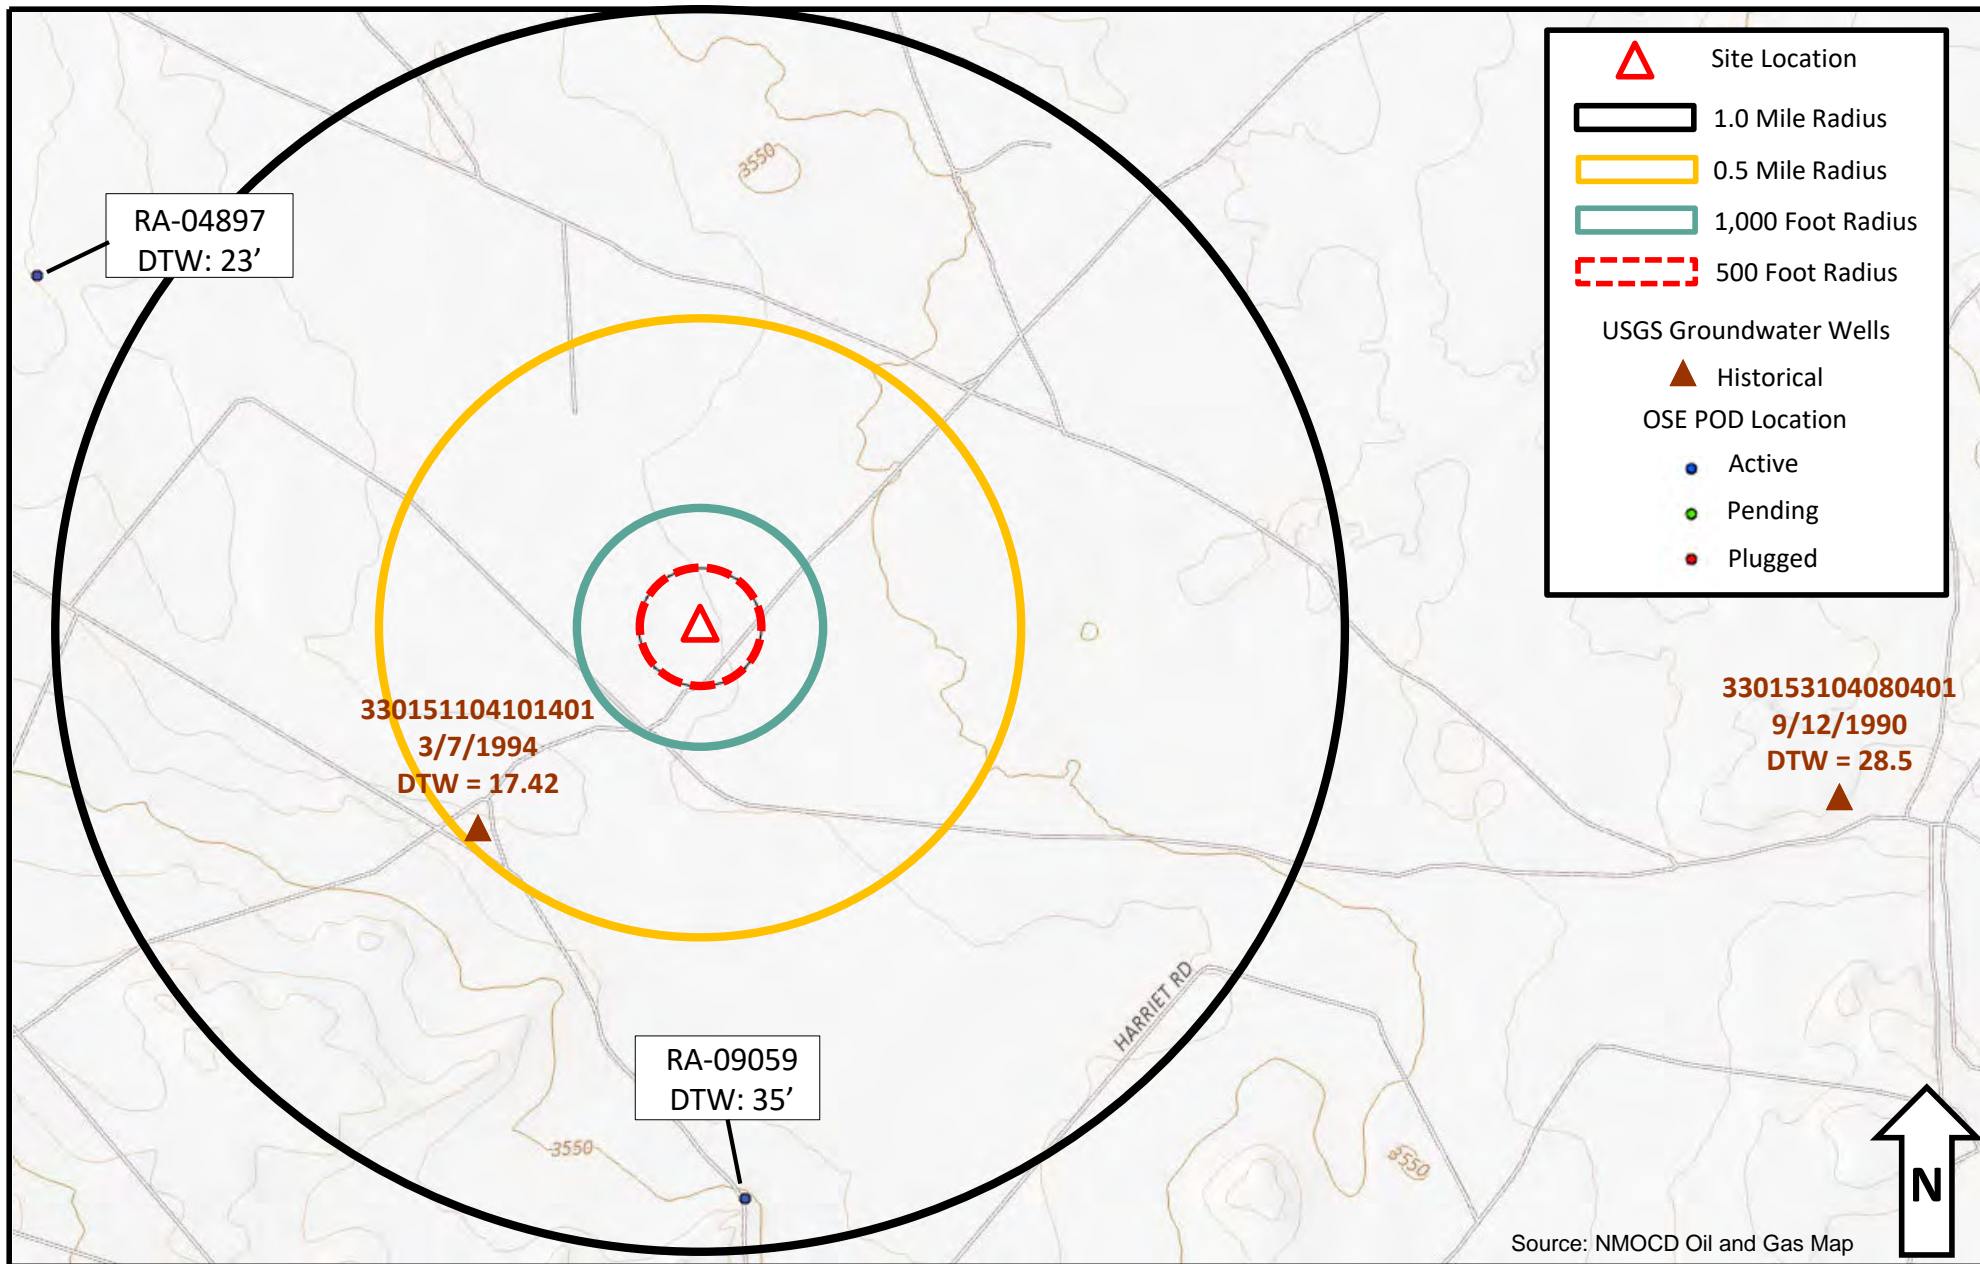 Site Location
1.0 Mile Radius
0.5 Mile Radius
1,000 Foot Radius
500 Foot Radius
USGS Groundwater Wells
Historical
OSE POD Location
Active
Pending
Plugged
3550
RA-04897
DTW: 23’
330151104101401
3/7/1994
DTW = 17.42
330153104080401
9/12/1990
DTW = 28.5
HARRIET RD
RA-09059
DTW: 35’
3550
3550
N
Source: NMOCD Oil and Gas Map